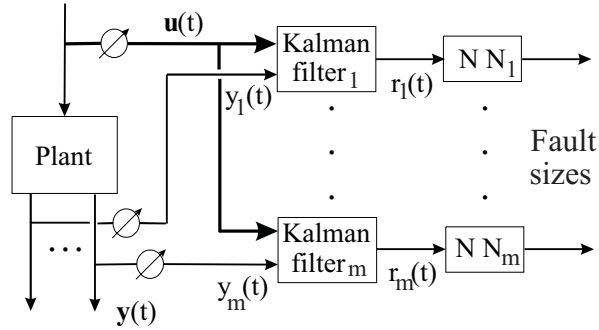 u(t)
Kalman
filter1
N N1
y1(t)
r1(t)
Plant
Fault
sizes
Kalman
filterm
N Nm
ym(t)
rm(t)
y(t)